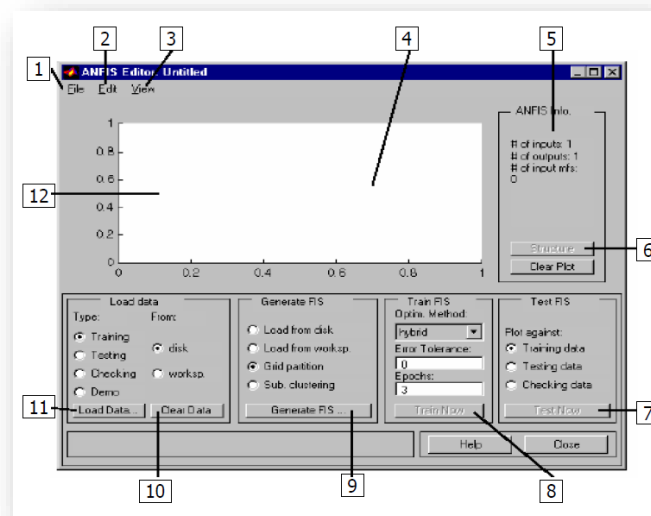 2
3
4
5
1
ANFIS Editor: Untitled
File Edit View
ANFIS Info.
1
0.8
0.6
0.4
0.2
0
0 0.2 0.4 0.6 0.8 1
# of inputs: 1
# of outputs: 1
# of input mfs:
0
12
Structure
6
Clear Plot
Load data
Type: From:
Training
Testing
Checking
Demo
disk
worksp.
Load Data... Clear Data
Generate FIS
Load from disk
Load from worksp.
Grid partition
Sub. clustering
Generate FIS ...
Train FIS
Optim. Method:
hybrid
Error Tolerance:
0
Epochs:
3
Train Now
Test FIS
Plot against:
Training data
Testing data
Checking data
Test Now
11
7
Help Close
10
9
8